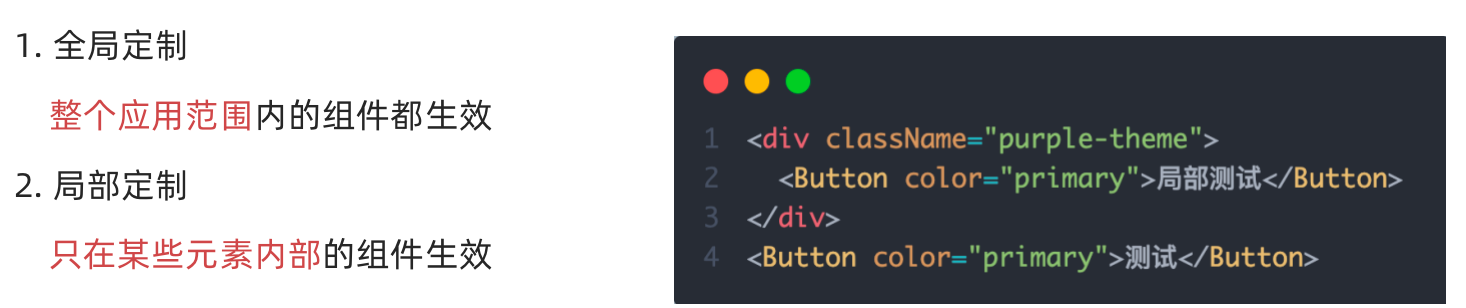 1. 全局定制
整个应用范围内的组件都生效
2. 局部定制
只在某些元素内部的组件生效
1 <div className="purple-theme">
2   <Button color="primary">局部测试</Button>
3 </div>
4 <Button color="primary">测试</Button>